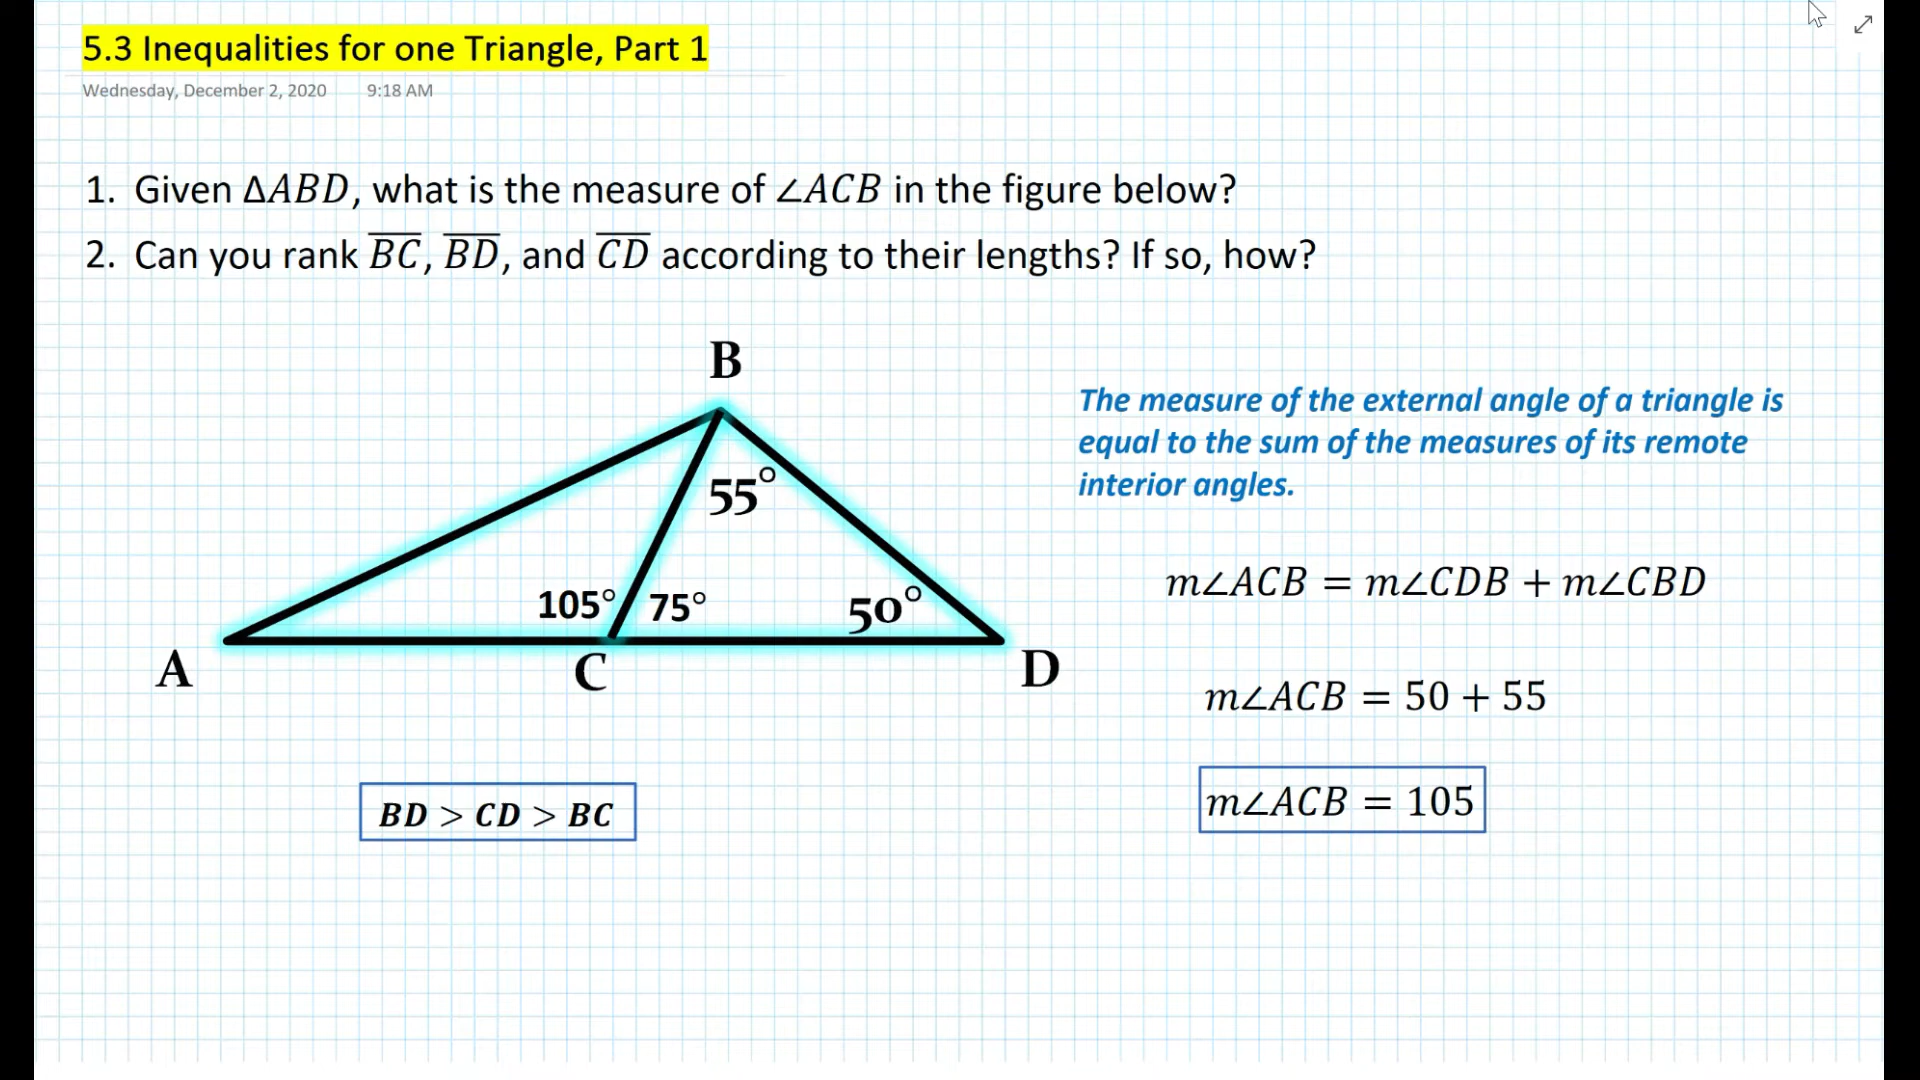 5.3 Inequalities for one Triangle, Part 1
Wednesday, December 2, 2020 9:18 AM
1. Given ΔABD, what is the measure of ∠ACB in the figure below?
2. Can you rank B̅C̅, B̅D̅, and C̅D̅ according to their lengths? If so, how?
B
The measure of the external angle of a triangle is
equal to the sum of the measures of its remote
interior angles.
55°
m∠ACB = m∠CDB + m∠CBD
105° 75° 50°
A C D
m∠ACB = 50 + 55
BD > CD > BC
m∠ACB = 105